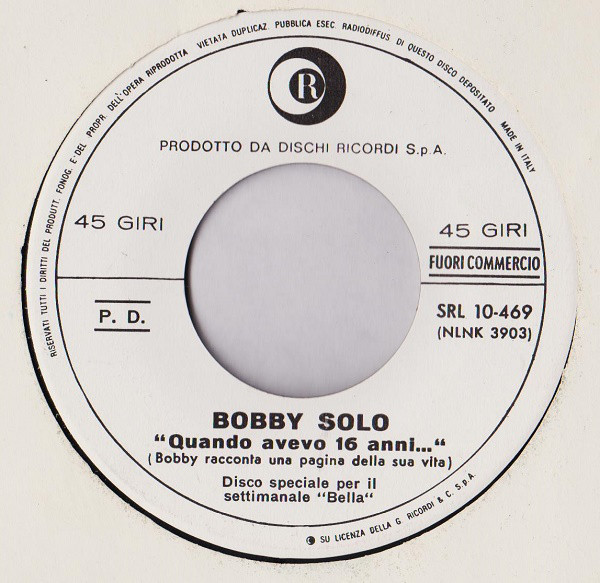 RISERVATI TUTTI I DIRITTI DEL PRODUTT. FONOG. E DEL PROPR. DELL'OPERA RIPRODOTTA VIETATA DUPLICAZ. PUBBLICA ESEC. RADIODIFFUS. DI QUESTO DISCO DEPOSITATO MADE IN ITALY
R
PRODOTTO DA DISCHI RICORDI S.p.A.
45 GIRI
45 GIRI
FUORI COMMERCIO
P. D.
SRL 10-469
(NLNK 3903)
BOBBY SOLO
“Quando avevo 16 anni...“
(Bobby racconta una pagina della sua vita)
Disco speciale per il
settimanale “Bella“
SU LICENZA DELLA G. RICORDI & C. S.p.A.